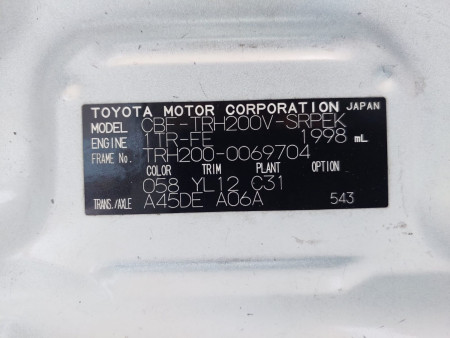 TOYOTA MOTOR CORPORATION JAPAN
MODEL CBF-TRH200V-SRPEK
ENGINE 1TR-FE 1998 mL
FRAME No. TRH200-0069704
COLOR TRIM PLANT OPTION
058 YL12 C31
TRANS./AXLE A45DE A06A 543